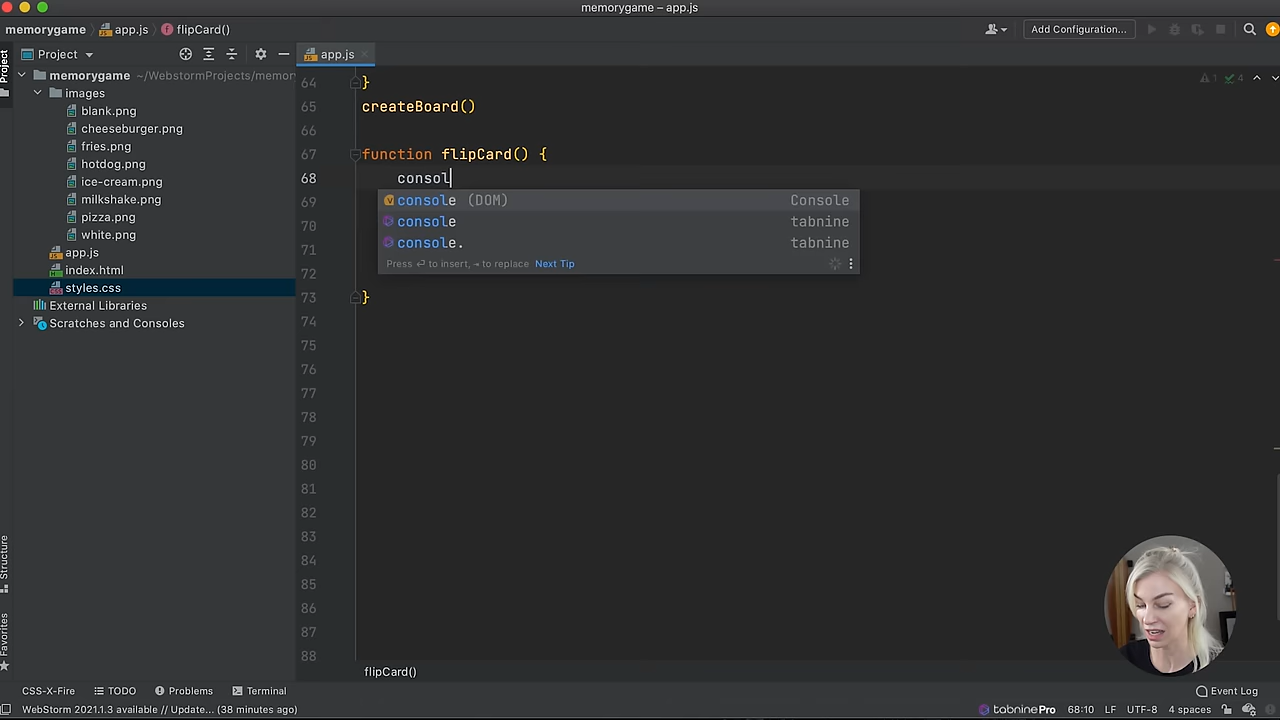 memorygame – app.js
memorygame app.js flipCard()
Add Configuration...
Project
app.js
64 }
65 createBoard()
66
67 function flipCard() {
68 consol
69
70
71
72
73 }
74
75
76
77
78
79
80
81
82
83
84
85
86
87
88
console (DOM) Console
console tabnine
console. tabnine
Press ⏎ to insert, ⇥ to replace Next Tip
1 4
memorygame ~/WebstormProjects/memor
images
blank.png
cheeseburger.png
fries.png
hotdog.png
ice-cream.png
milkshake.png
pizza.png
white.png
app.js
index.html
styles.css
External Libraries
Scratches and Consoles
Project
Structure
Favorites
flipCard()
CSS-X-Fire TODO Problems Terminal Event Log
WebStorm 2021.1.3 available // Update... (38 minutes ago) tabnine Pro 68:10 LF UTF-8 4 spaces